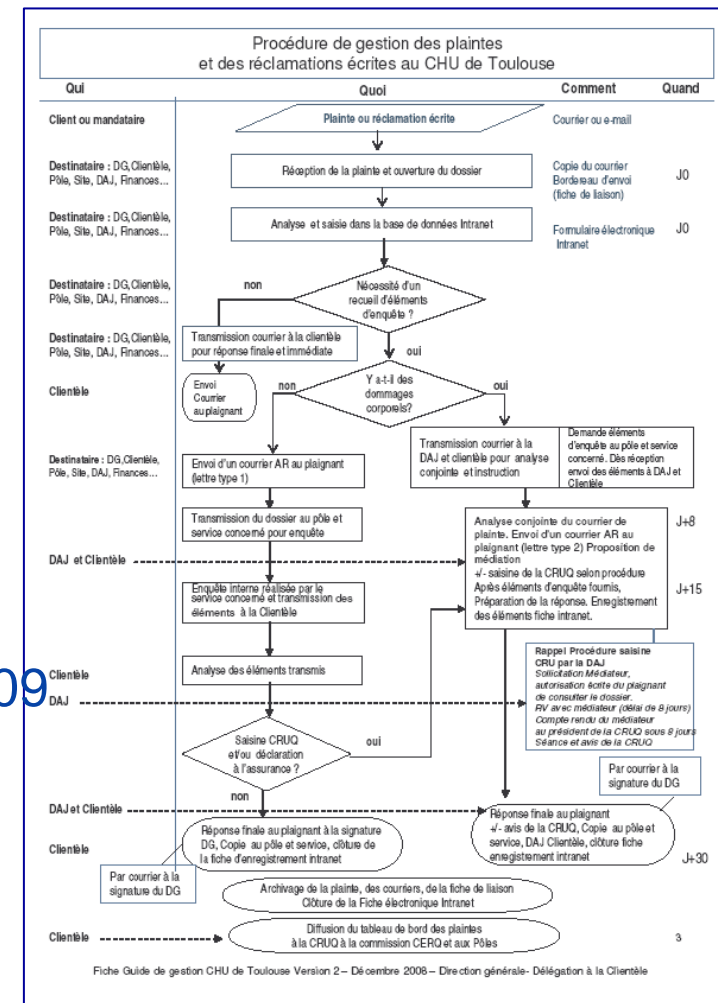 Procédure de gestion des plaintes
et des réclamations écrites au CHU de Toulouse
Qui
Quoi
Comment
Quand
Client ou mandataire
Plainte ou réclamation écrite
Courrier ou e-mail
Destinataire : DG,Clientèle,
Pôle, Site, DAJ, Finances...
Réception de la plainte et ouverture du dossier
Copie du courrier
Bordereau d'envoi
(fiche de liaison)
J0
Destinataire : DG,Clientèle,
Pôle, Site, DAJ, Finances...
Analyse et saisie dans la base de données Intranet
Formulaire électronique
Intranet
J0
Destinataire : DG,Clientèle,
Pôle, Site, DAJ, Finances...
non
Nécessité d'un
recueil d'éléments
d'enquête ?
Destinataire : DG,Clientèle,
Pôle, Site, DAJ, Finances...
Transmission courrier à la clientèle
pour réponse finale et immédiate
oui
Clientèle
Envoi
Courrier
au plaignant
non
Y a-t-il des
dommages
corporels?
oui
Destinataire : DG,Clientèle,
Pôle, Site, DAJ, Finances...
Envoi d'un courrier AR au plaignant
(lettre type 1)
Transmission courrier à la
DAJ et clientèle pour analyse
conjointe et instruction
Demande éléments
d'enquête au pôle et service
concerné. Dès réception
envoi des éléments à DAJ et
Clientèle
Transmission du dossier au pôle et
service concerné pour enquête
DAJ et Clientèle
Analyse conjointe du courrier de
plainte. Envoi d'un courrier AR au
plaignant (lettre type 2) Proposition de
médiation
+/- saisine de la CRUQ selon procédure
Après éléments d'enquête fournis,
Préparation de la réponse. Enregistrement
des éléments fiche intranet.
J+8
J+15
Enquête interne réalisée par le
service concerné et transmission des
éléments à la Clientèle
Clientèle
09
DAJ
Analyse des éléments transmis
Rappel Procédure saisine
CRU par la DAJ
Sollicitation Médiateur,
autorisation écrite du plaignant
de consulter le dossier.
RV avec médiateur (délai de 8 jours)
Compte rendu du médiateur
au président de la CRUQ sous 8 jours
Séance et avis de la CRUQ
Saisine CRUQ
et/ou déclaration
à l'assurance ?
oui
non
Par courrier à la
signature du DG
DAJ et Clientèle
Clientèle
Réponse finale au plaignant à la signature
DG, Copie au pôle et service, clôture de
la fiche d'enregistrement intranet
Réponse finale au plaignant
+/- avis de la CRUQ, Copie au pôle et
service, DAJ Clientèle, clôture fiche
enregistrement intranet
J+30
Par courrier à la
signature du DG
Archivage de la plainte, des courriers, de la fiche de liaison
Clôture de la Fiche électronique Intranet
Clientèle
Diffusion du tableau de bord des plaintes
à la CRUQ à la commission CERQ et aux Pôles
3
Fiche Guide de gestion CHU de Toulouse Version 2 – Décembre 2008 – Direction générale- Délégation à la Clientèle